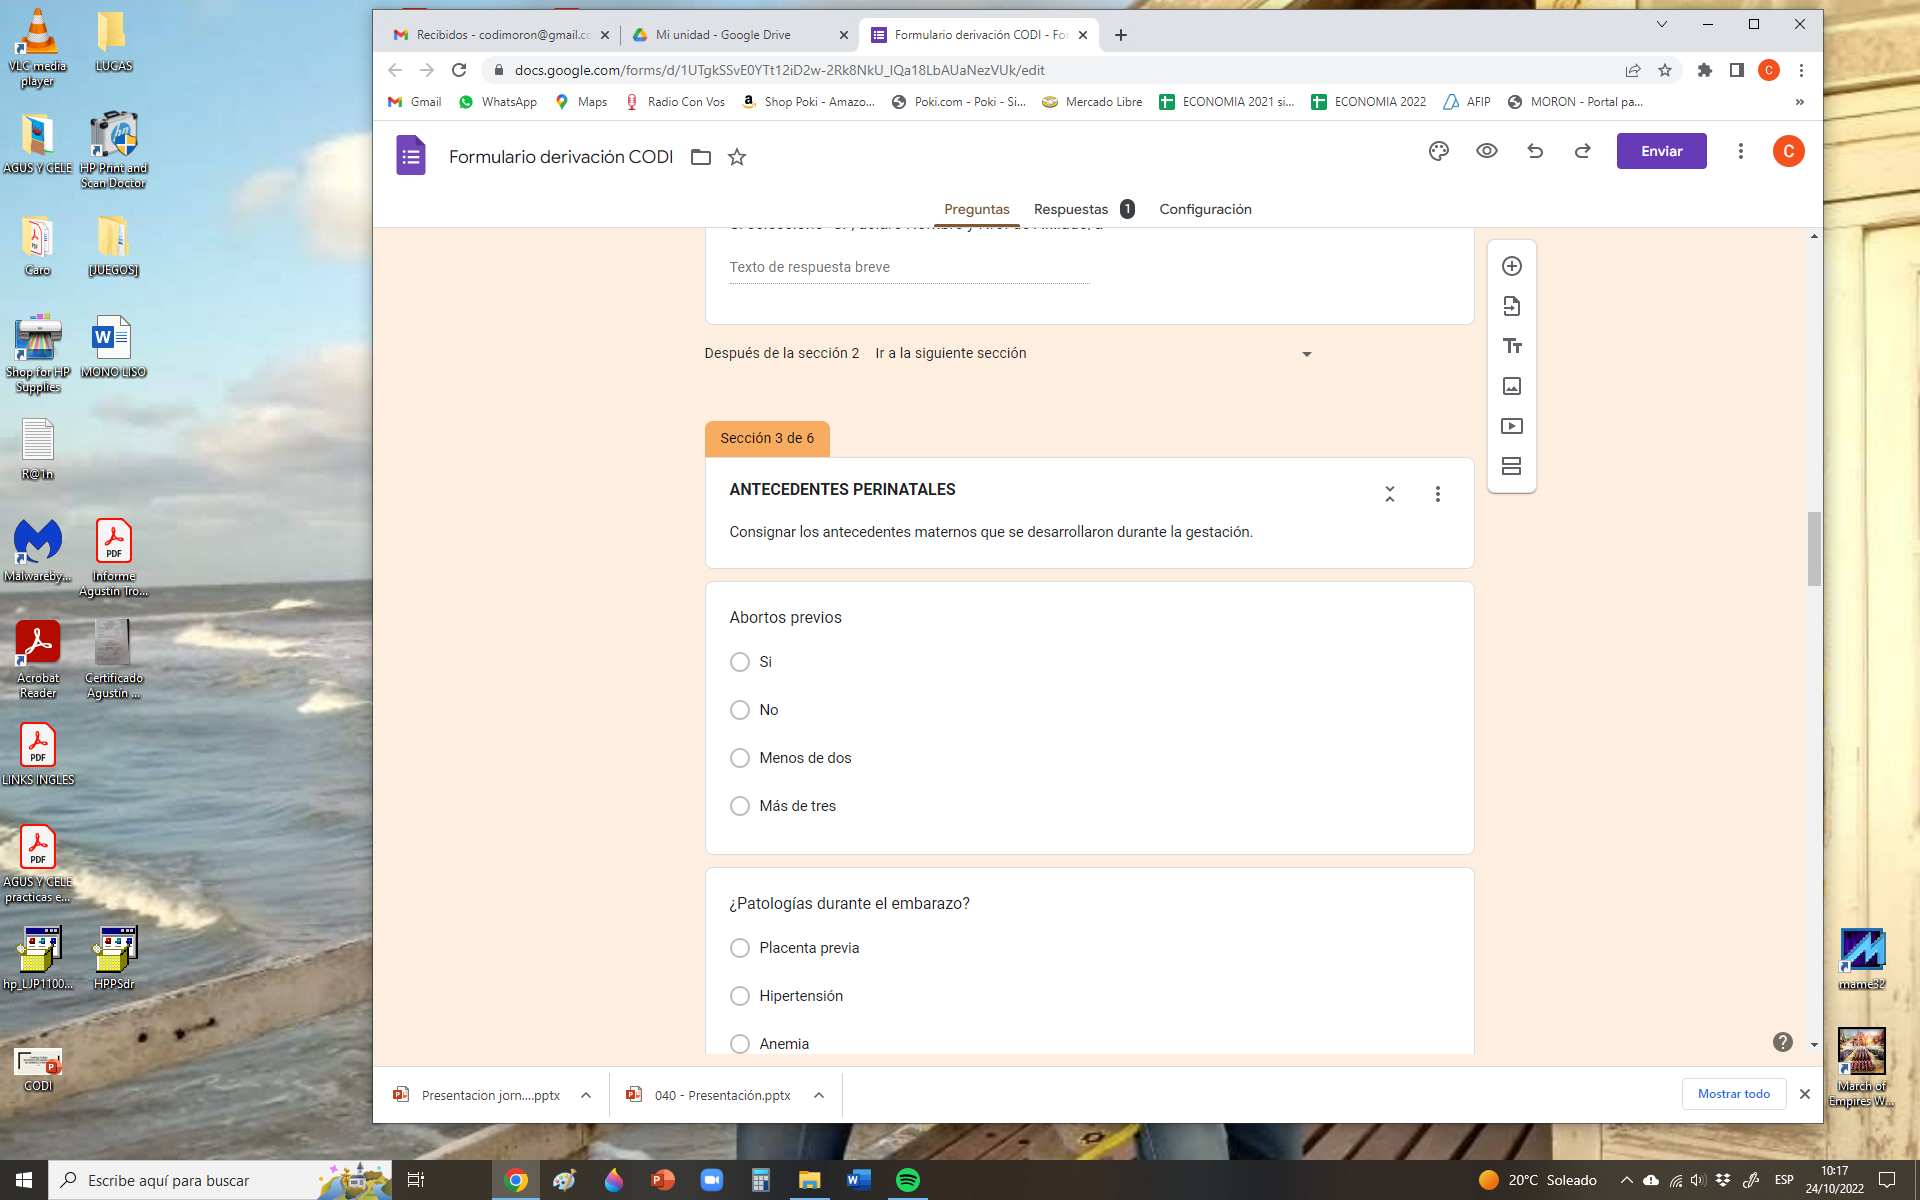 Recibidos - codimoron@gmail.co
Mi unidad - Google Drive
Formulario derivación CODI - For
docs.google.com/forms/d/1UTgkSSvE0YTt12iD2w-2Rk8NkU_IQa18LbAUaNezVUk/edit
C
Gmail
WhatsApp
Maps
Radio Con Vos
Shop Poki - Amazo...
Poki.com - Poki - Si...
Mercado Libre
ECONOMIA 2021 si...
ECONOMIA 2022
AFIP
MORON - Portal pa...
»
Formulario derivación CODI
Enviar
C
Preguntas
Respuestas 1
Configuración
Texto de respuesta breve
Después de la sección 2 Ir a la siguiente sección
Sección 3 de 6
ANTECEDENTES PERINATALES
Consignar los antecedentes maternos que se desarrollaron durante la gestación.
Abortos previos
Si
No
Menos de dos
Más de tres
¿Patologías durante el embarazo?
Placenta previa
Hipertensión
Anemia
Presentacion jorn....pptx
040 - Presentación.pptx
Mostrar todo
VLC media
player
LUCAS
AGUS Y CELE
HP Print and
Scan Doctor
Caro
[JUEGOS]
Shop for HP
Supplies
MONO LISO
R@1n
Malwareby...
Informe
Agustín Tro...
Acrobat
Reader
Certificado
Agustín ...
LINKS INGLES
AGUS Y CELE
practicas e...
hp_LJP1100...
HPPSdr
CODI
mame32
March of
Empires W...
Escribe aquí para buscar
20°C Soleado
ESP
10:17
24/10/2022